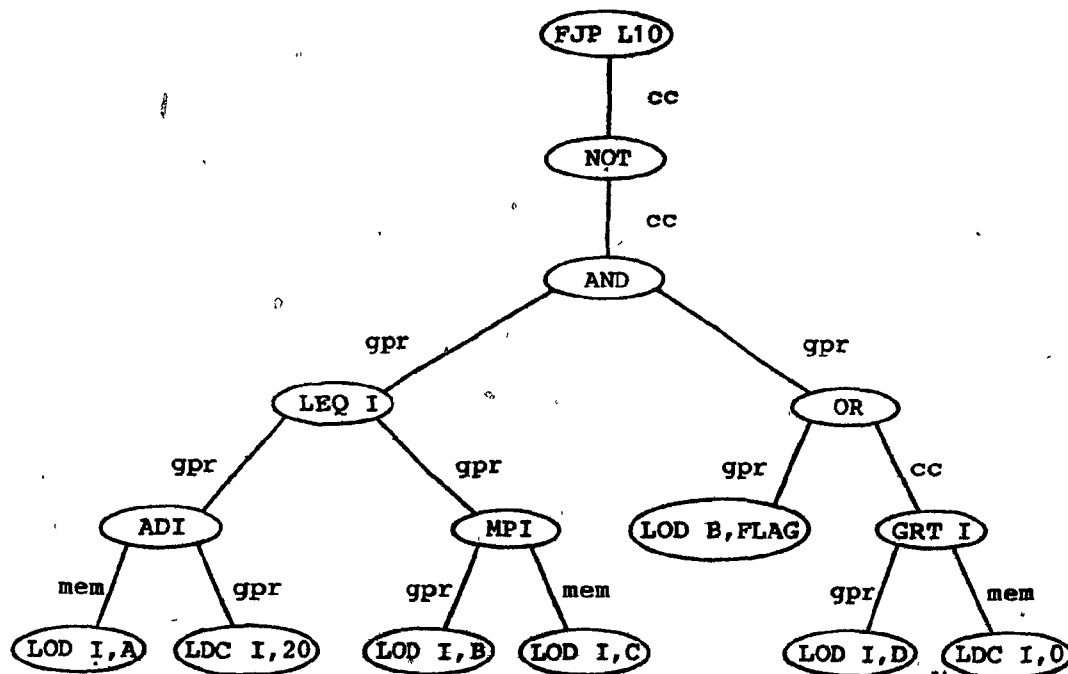 FJP L10
cc
NOT
cc
AND
gpr gpr
LEQ I OR
gpr gpr gpr cc
ADI MPI LOD B,FLAG GRT I
mem gpr gpr mem gpr mem
LOD I,A LDC I,20 LOD I,B LOD I,C LOD I,D LDC I,0